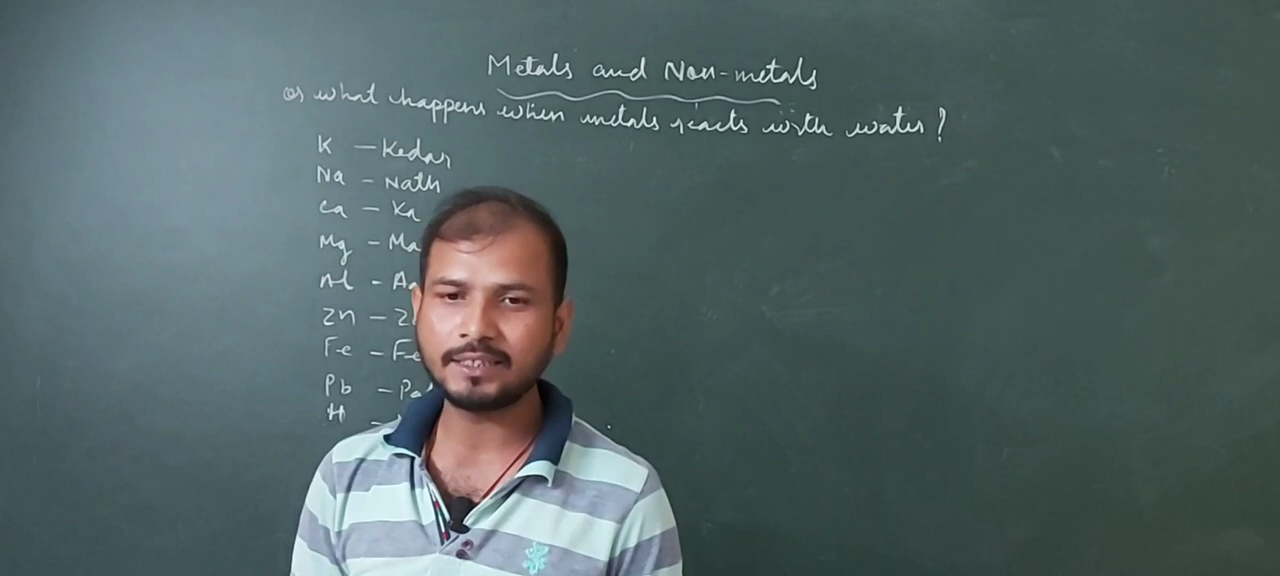 Metals and Non-metals
Q, what happens when metals reacts with water?
K – Kedar
Na – Nath
Ca – Ka
Mg – Ma
Al –
Zn –
Fe – Fe
Pb –
H –